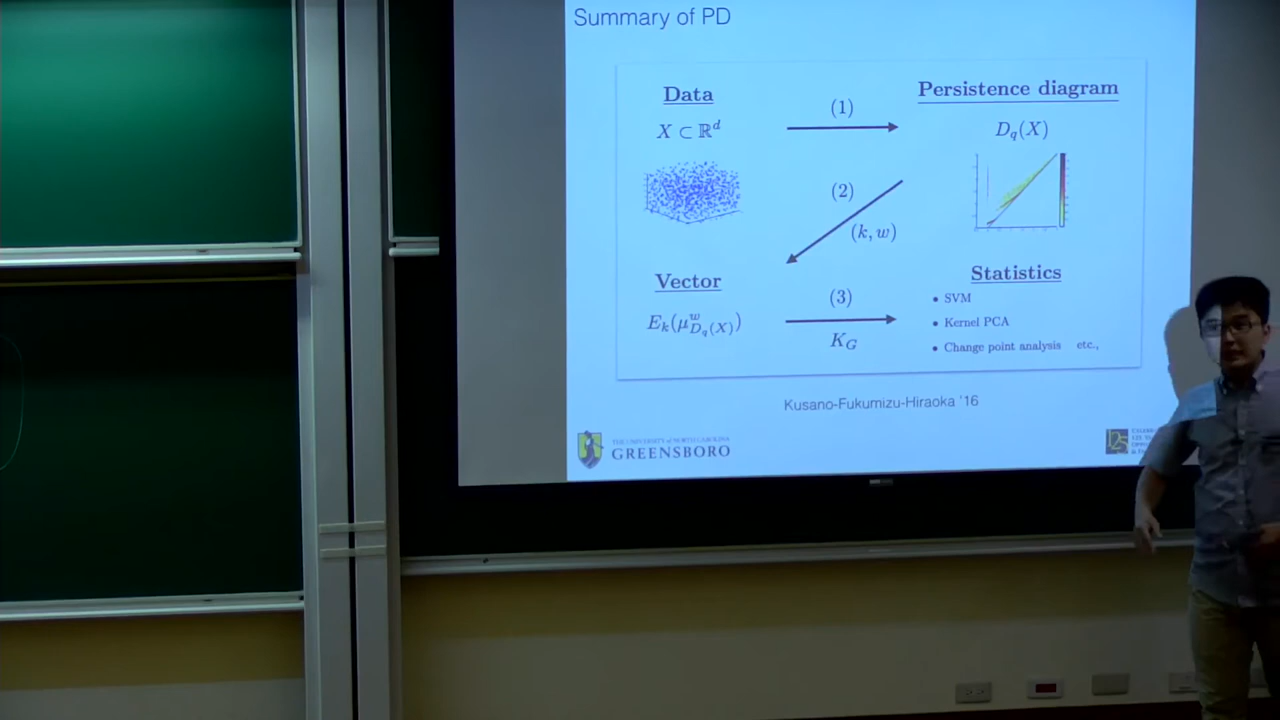 Summary of PD
Data
X ⊂ ℝ^d
(1)
Persistence diagram
D_q(X)
(2)
(k, w)
Vector
E_k(μ^w_{D_q(X)})
(3)
K_G
Statistics
• SVM
• Kernel PCA
• Change point analysis etc.,
Kusano-Fukumizu-Hiraoka '16
THE UNIVERSITY of NORTH CAROLINA
GREENSBORO
125